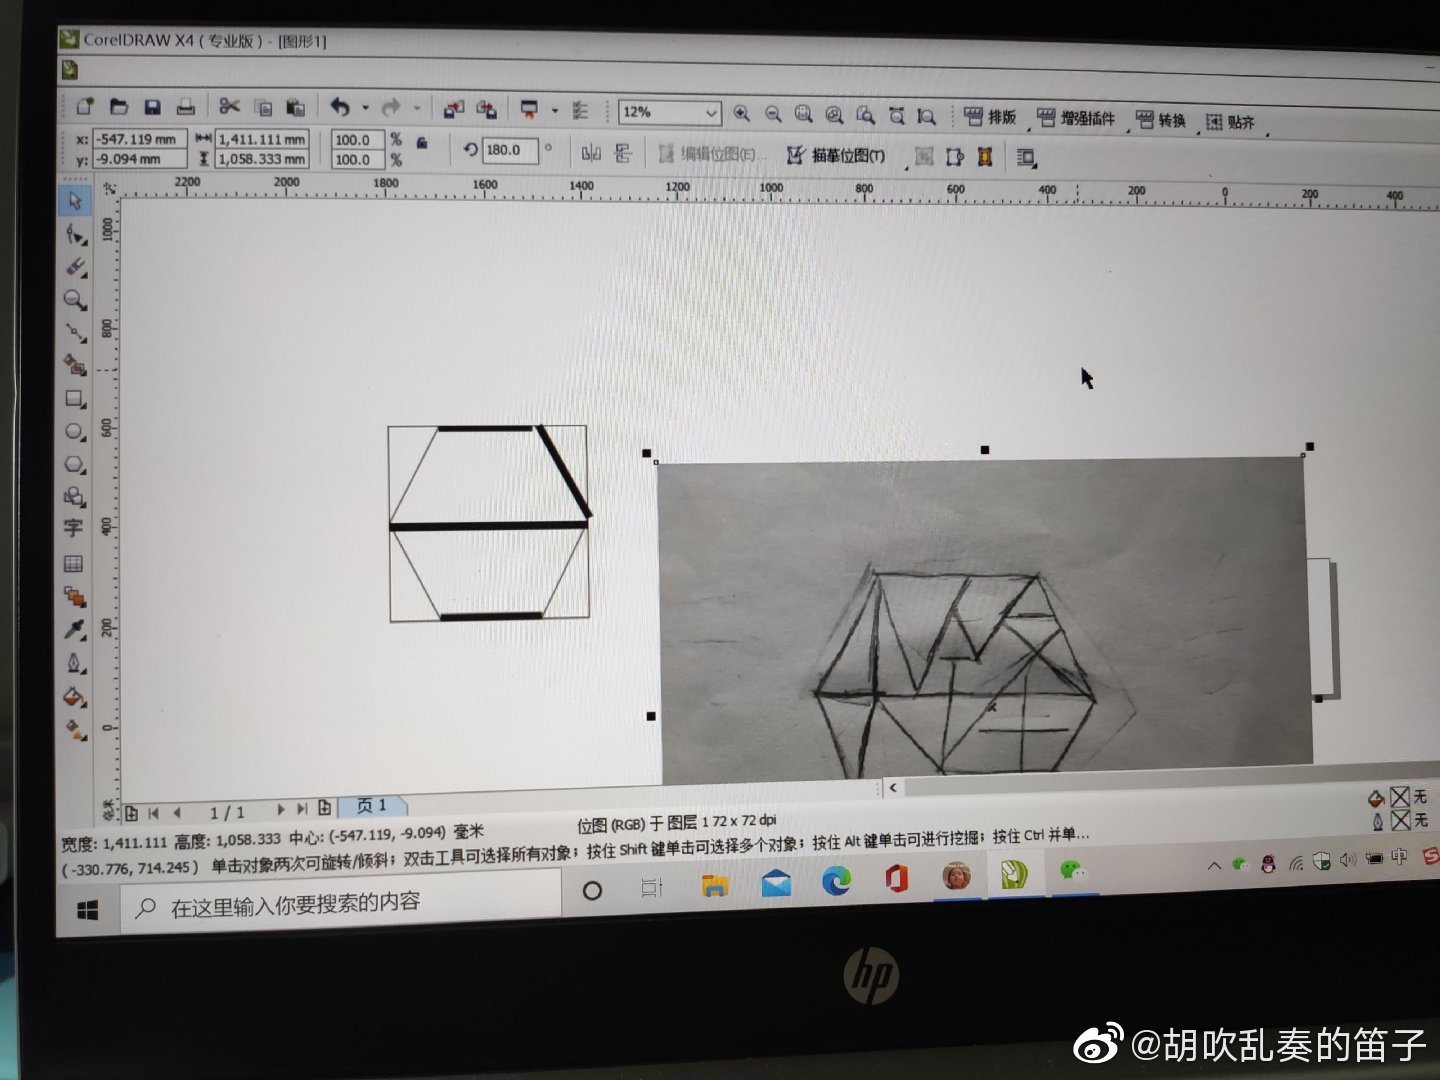 CorelDRAW X4 ( 专业版 ) - [图形1]
12%
排版 增强插件 转换 贴齐
x: -547.119 mm 1,411.111 mm 100.0 % 180.0 °
y: -9.094 mm 1,058.333 mm 100.0 %
编辑位图(E)... 描摹位图(T)
2200 2000 1800 1600 1400 1200 1000 800 600 400 200 0 200 400
1000
800
600
400
200
0
字
毫米
1 / 1 页 1
无
无
宽度: 1,411.111 高度: 1,058.333 中心: (-547.119, -9.094) 毫米 位图 (RGB) 于 图层 1 72 x 72 dpi
( -330.776, 714.245 ) 单击对象两次可旋转/倾斜；双击工具可选择所有对象；按住 Shift 键单击可选择多个对象；按住 Alt 键单击可进行挖掘；按住 Ctrl 并单...
在这里输入你要搜索的内容
中
hp
@胡吹乱奏的笛子